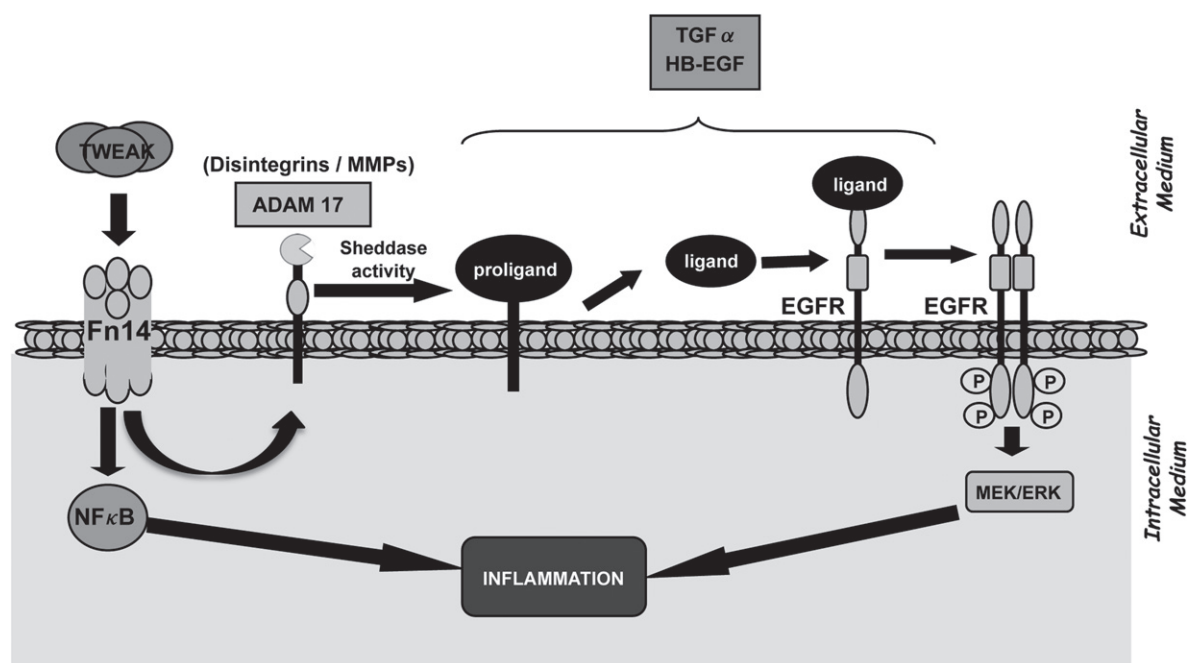 TGF α
HB-EGF
TWEAK
(Disintegrins / MMPs)
ADAM 17
Sheddase
activity
proligand
ligand
ligand
EGFR
EGFR
Fn14
P
P
P
P
NFκB
MEK/ERK
INFLAMMATION
Extracellular
Medium
Intracellular
Medium